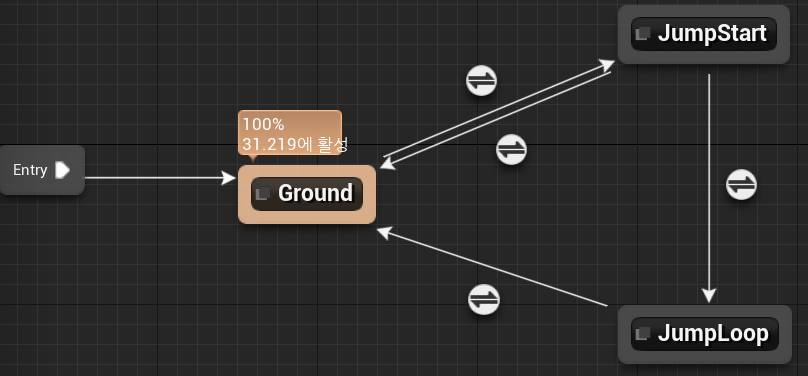 JumpStart
100%
31.219에 활성
Entry
Ground
JumpLoop